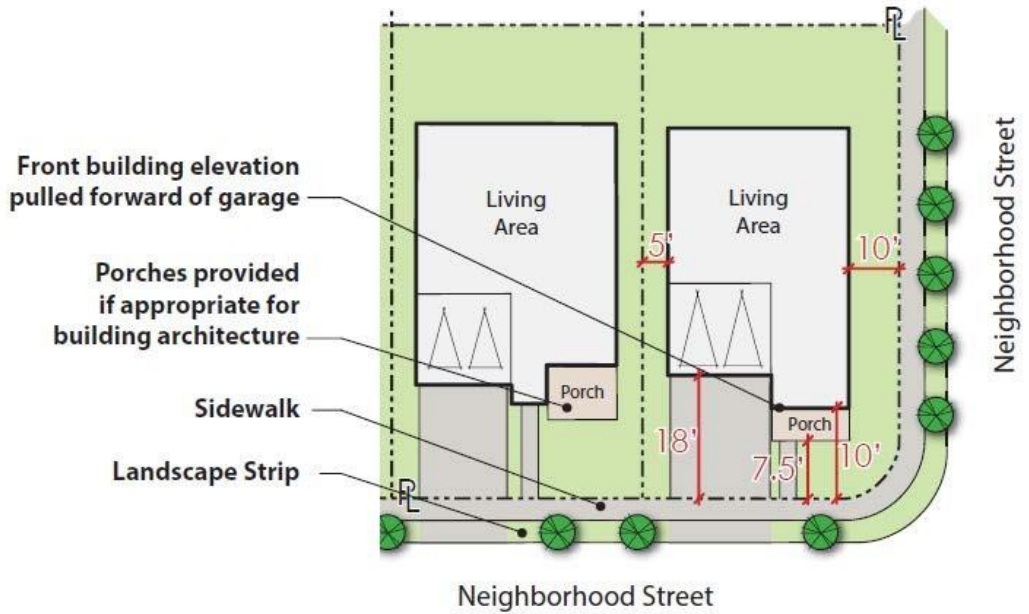 PL
Front building elevation
pulled forward of garage
Living
Area
Living
Area
5'
10'
Neighborhood Street
Porches provided
if appropriate for
building architecture
Porch
Porch
Sidewalk
18'
7.5'
10'
Landscape Strip
PL
Neighborhood Street